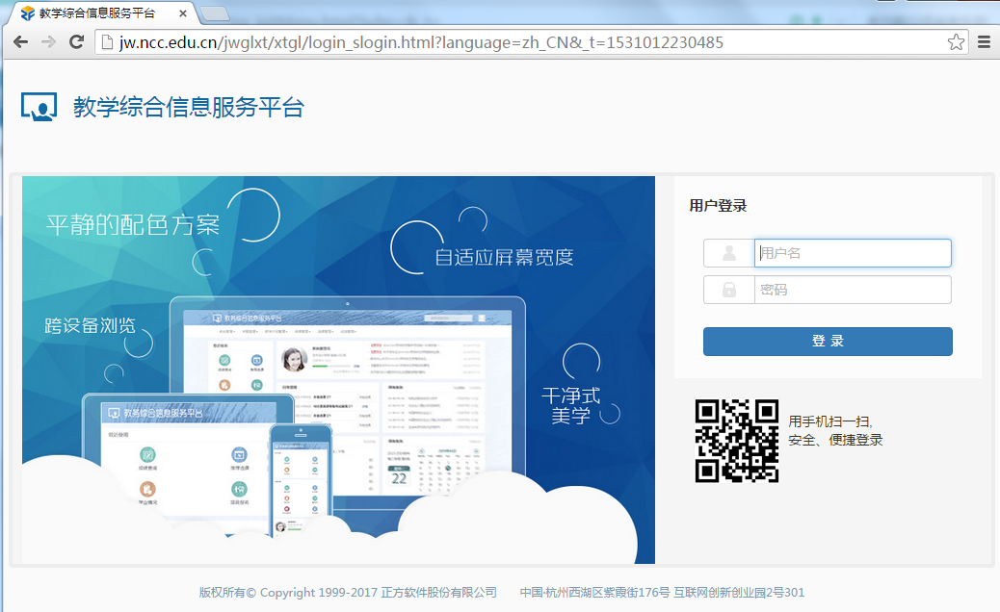 教学综合信息服务平台
jw.ncc.edu.cn/jwglxt/xtgl/login_slogin.html?language=zh_CN&_t=1531012230485
教学综合信息服务平台
平静的配色方案
自适应屏幕宽度
跨设备浏览
教务综合信息服务平台
干净式
美学
教务综合信息服务平台
22
用户登录
用户名
密码
登 录
用手机扫一扫,
安全、便捷登录
版权所有© Copyright 1999-2017 正方软件股份有限公司 中国·杭州西湖区紫霞街176号 互联网创新创业园2号301